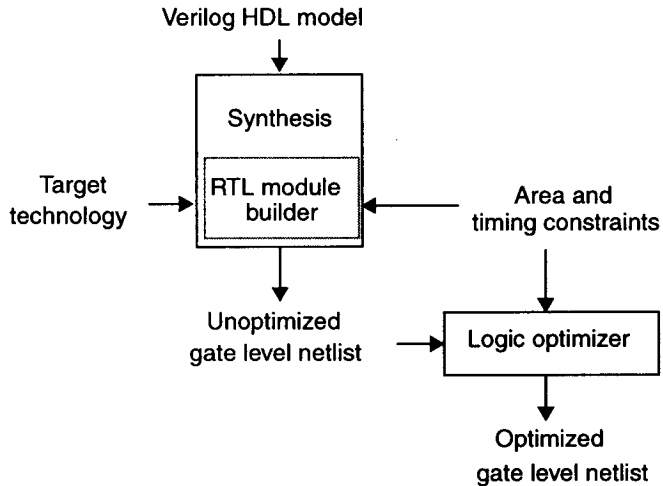 Verilog HDL model
Synthesis
RTL module
builder
Target
technology
Area and
timing constraints
Unoptimized
gate level netlist
Logic optimizer
Optimized
gate level netlist